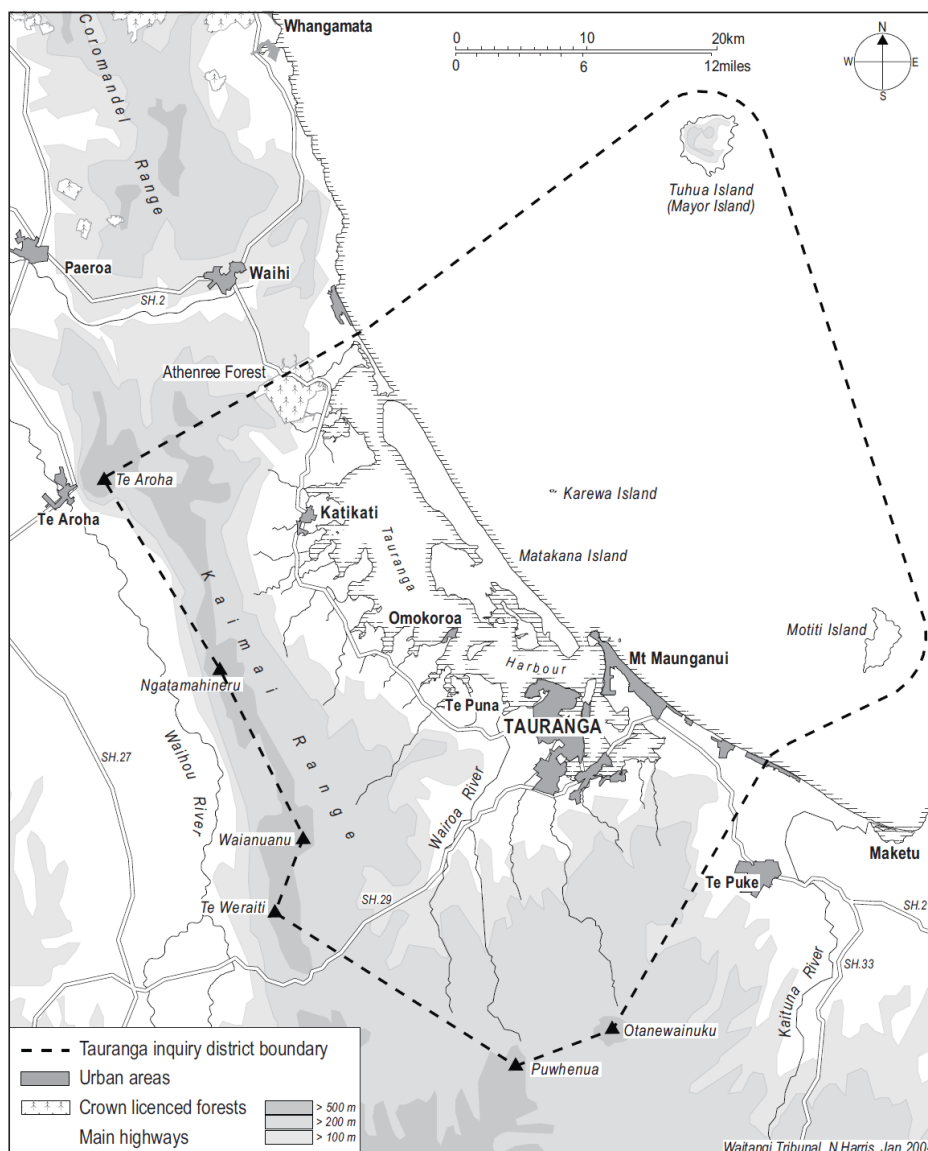 Whangamata
0 10 20km
0 6 12miles
N
W E
S
Coromandel
Range
Tuhua Island
(Mayor Island)
Paeroa
Waihi
SH.2
Athenree Forest
Te Aroha
Te Aroha
Katikati
Karewa Island
Tauranga
Matakana Island
Kaimai Range
Omokoroa
Motiti Island
Mt Maunganui
Harbour
Ngatamahineru
Te Puna
TAURANGA
SH.27
Waihou
River
Wairoa River
Waianuanu
Maketu
Te Puke
Te Weraiti
SH.29
SH.2
Kaituna River
SH.33
Otanewainuku
Puwhenua
Tauranga inquiry district boundary
Urban areas
Crown licenced forests
Main highways
> 500 m
> 200 m
> 100 m
Waitangi Tribunal, N Harris, Jan